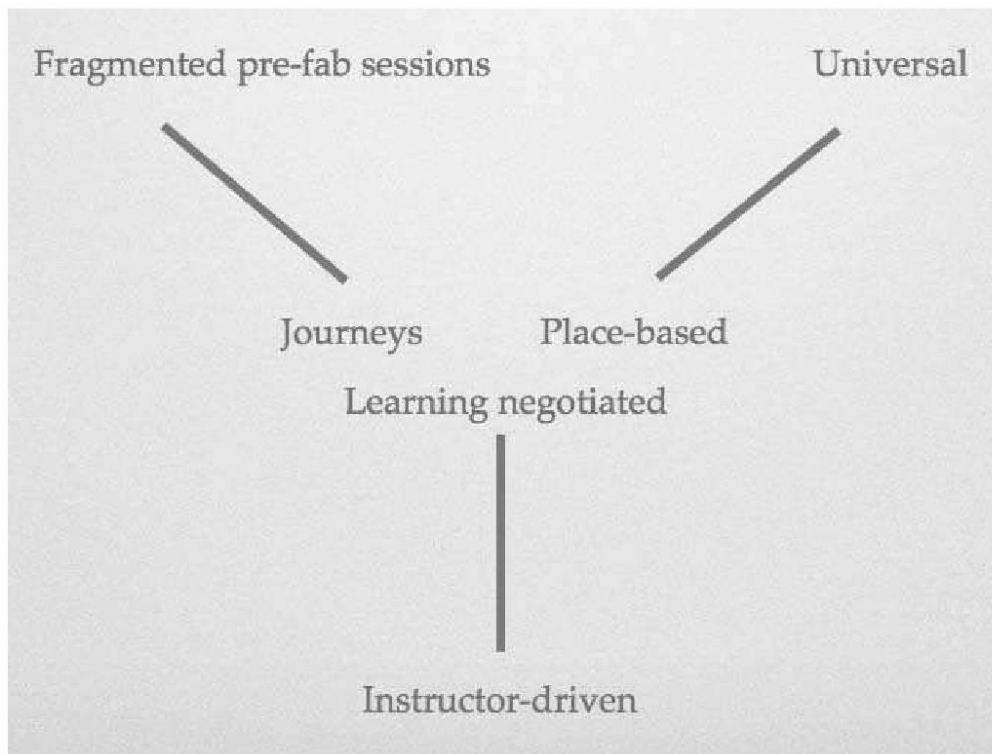 Fragmented pre-fab sessions
Universal
Journeys
Place-based
Learning negotiated
Instructor-driven